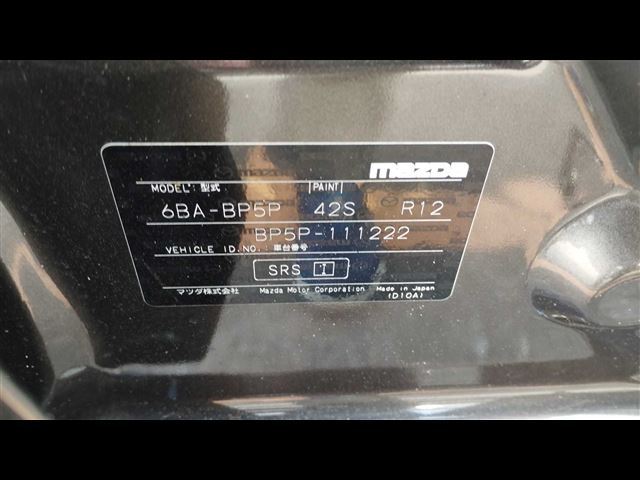 mazda
MODEL: 型式 PAINT
6BA-BP5P 42S R12
BP5P-111222
VEHICLE ID.NO. 車台番号
SRS I
マツダ株式会社 Mazda Motor Corporation Made in Japan
(D10A)